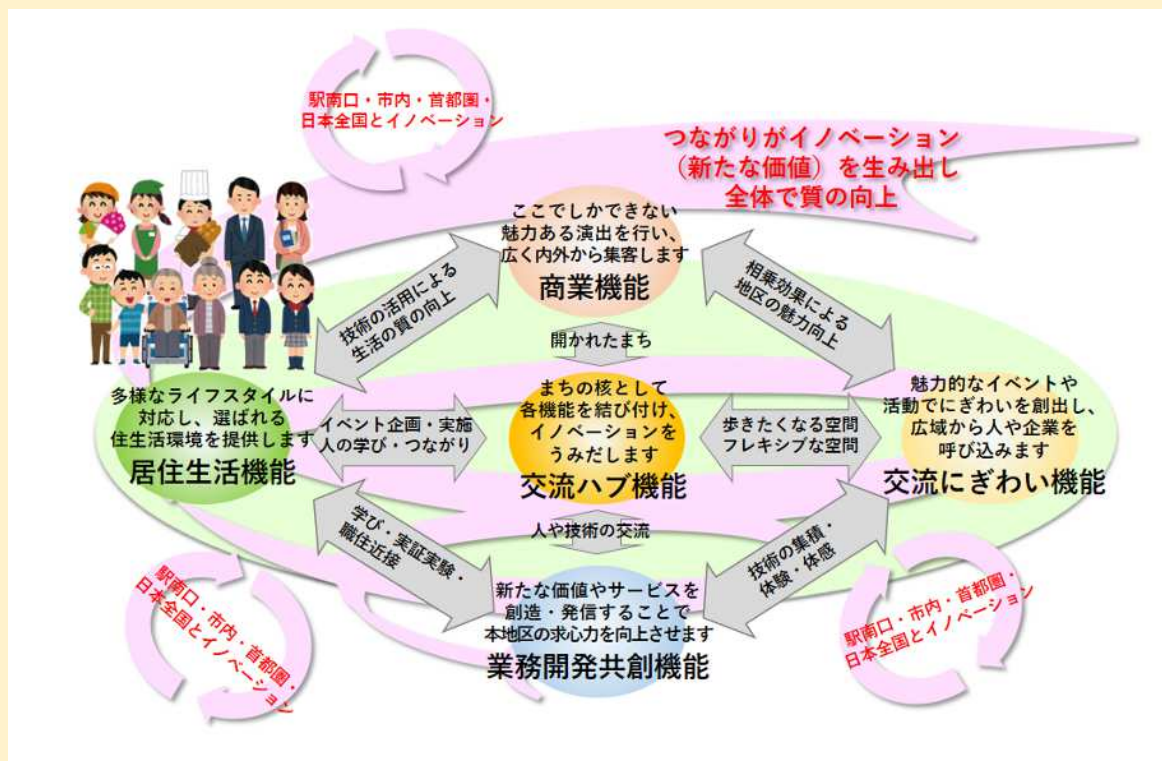 駅南口・市内・首都圏・
日本全国とイノベーション
つながりがイノベーション
（新たな価値）を生み出し
全体で質の向上
ここでしかできない
魅力ある演出を行い、
広く内外から集客します
商業機能
技術の活用による
生活の質の向上
相乗効果による
地区の魅力向上
開かれたまち
多様なライフスタイルに
対応し、選ばれる
住生活環境を提供します
居住生活機能
イベント企画・実施
人の学び・つながり
まちの核として
各機能を結び付け、
イノベーションを
うみだします
交流ハブ機能
歩きたくなる空間
フレキシブな空間
魅力的なイベントや
活動でにぎわいを創出し、
広域から人や企業を
呼び込みます
交流にぎわい機能
学び・実証実験・
職住近接
人や技術の交流
技術の集積・
体験・体感
新たな価値やサービスを
創造・発信することで
本地区の求心力を向上させます
業務開発共創機能
駅南口・市内・首都圏・
日本全国とイノベーション
駅南口・市内・首都圏・
日本全国とイノベーション